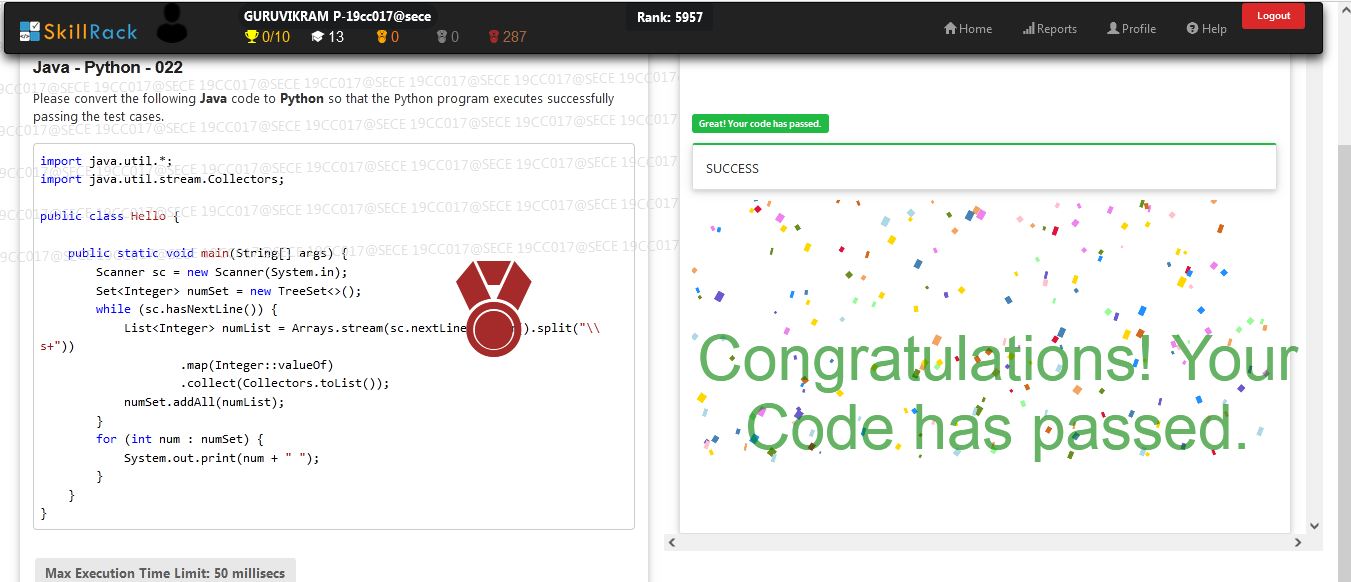 SkillRack
GURUVIKRAM P-19cc017@sece
0/10 13 0 0 287
Rank: 5957
Home Reports Profile Help
Logout
Java - Python - 022
19CC017@SECE 19CC017@SECE 19CC017@SECE 19CC017@SECE 19CC017@SECE 19CC017
Please convert the following Java code to Python so that the Python program executes successfully
passing the test cases.
import java.util.*;
import java.util.stream.Collectors;
public class Hello {
public static void main(String[] args) {
Scanner sc = new Scanner(System.in);
Set<Integer> numSet = new TreeSet<>();
while (sc.hasNextLine()) {
List<Integer> numList = Arrays.stream(sc.nextLine ).split("\\
s+"))
.map(Integer::valueOf)
.collect(Collectors.toList());
numSet.addAll(numList);
}
for (int num : numSet) {
System.out.print(num + " ");
}
}
}
Max Execution Time Limit: 50 millisecs
Great! Your code has passed.
SUCCESS
Congratulations! Your
Code has passed.